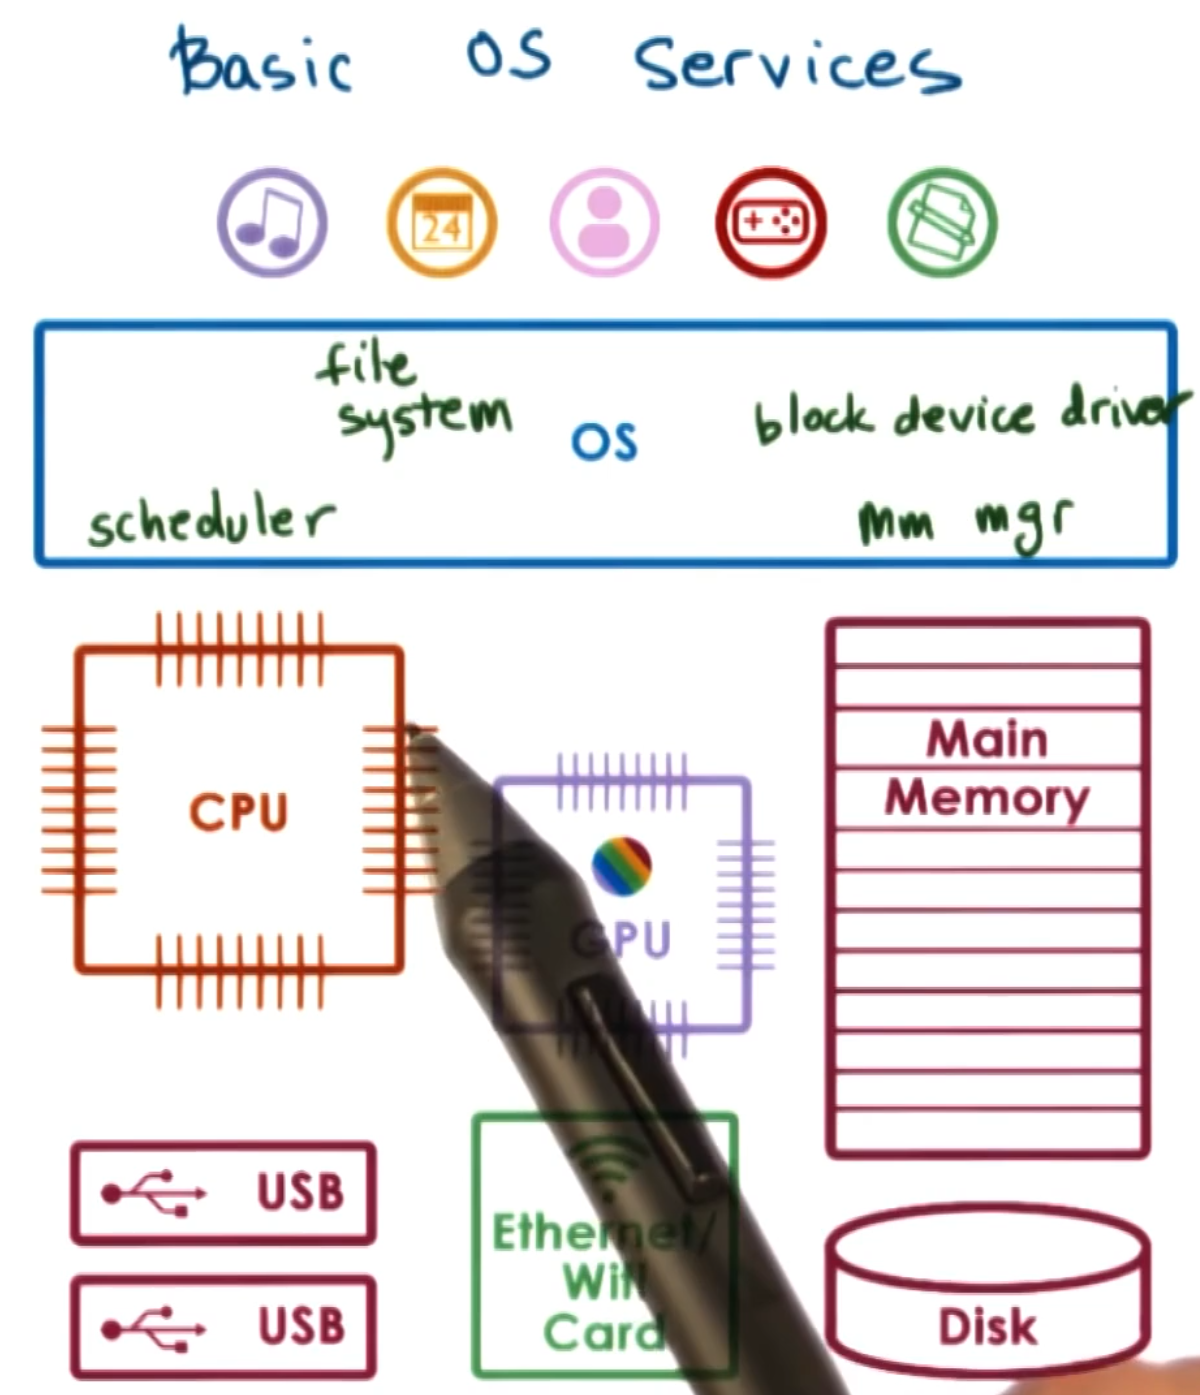 Basic OS Services
24
file
system
OS
block device driver
scheduler
mm mgr
CPU
GPU
Main
Memory
USB
USB
Ethernet/
Wifi
Card
Disk